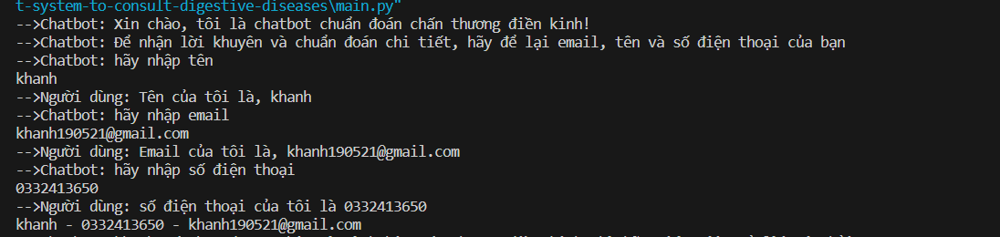 t-system-to-consult-digestive-diseases\main.py"
-->Chatbot: Xin chào, tôi là chatbot chuẩn đoán chấn thương điền kinh!
-->Chatbot: Để nhận lời khuyên và chuẩn đoán chi tiết, hãy để lại email, tên và số điện thoại của bạn
-->Chatbot: hãy nhập tên
khanh
-->Người dùng: Tên của tôi là, khanh
-->Chatbot: hãy nhập email
khanh190521@gmail.com
-->Người dùng: Email của tôi là, khanh190521@gmail.com
-->Chatbot: hãy nhập số điện thoại
0332413650
-->Người dùng: số điện thoại của tôi là 0332413650
khanh - 0332413650 - khanh190521@gmail.com